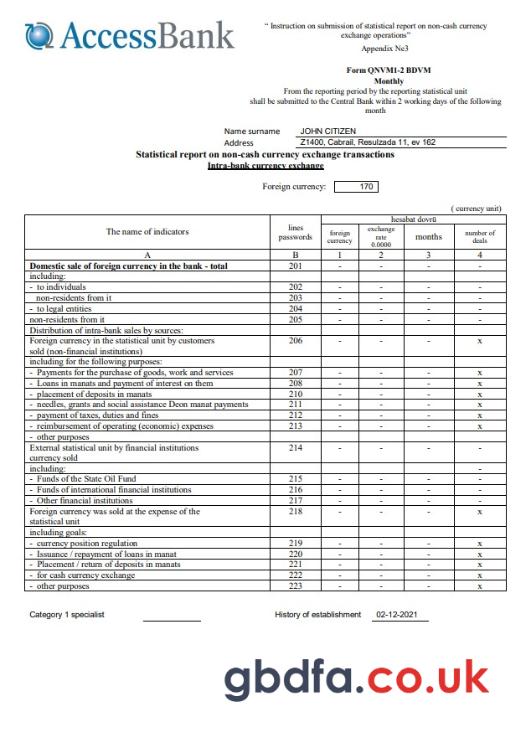 AccessBank
“ Instruction on submission of statistical report on non-cash currency
exchange operations”
Appendix №3
Form QNVM1-2 BDVM
Monthly
From the reporting period by the reporting statistical unit
shall be submitted to the Central Bank within 2 working days of the following
month
Name surname JOHN CITIZEN
Address Z1400, Cabrail, Resulzada 11, ev 162
Statistical report on non-cash currency exchange transactions
Intra-bank currency exchange
Foreign currency: 170
( currency unit)
The name of indicators lines passwords hesabat dovrü
foreign currency exchange rate 0.0000 months number of deals
A B 1 2 3 4
Domestic sale of foreign currency in the bank - total 201 - - - -
including:
- to individuals 202 - - - -
non-residents from it 203 - - - -
- to legal entities 204 - - - -
non-residents from it 205 - - - -
Distribution of intra-bank sales by sources:
Foreign currency in the statistical unit by customers 206 - - - x
sold (non-financial institutions)
including for the following purposes:
- Payments for the purchase of goods, work and services 207 - - - x
- Loans in manats and payment of interest on them 208 - - - x
- placement of deposits in manats 210 - - - x
- needles, grants and social assistance Deon manat payments 211 - - - x
- payment of taxes, duties and fines 212 - - - x
- reimbursement of operating (economic) expenses 213 - - - x
- other purposes
External statistical unit by financial institutions 214 - - - -
currency sold
including: -
- Funds of the State Oil Fund 215 - - - -
- Funds of international financial institutions 216 - - - -
- Other financial institutions 217 - - - -
Foreign currency was sold at the expense of the 218 - - - x
statistical unit
including goals:
- currency position regulation 219 - - - x
- Issuance / repayment of loans in manat 220 - - - x
- Placement / return of deposits in manats 221 - - - x
- for cash currency exchange 222 - - - x
- other purposes 223 - - - x
Category 1 specialist
History of establishment 02-12-2021
gbdfa.co.uk